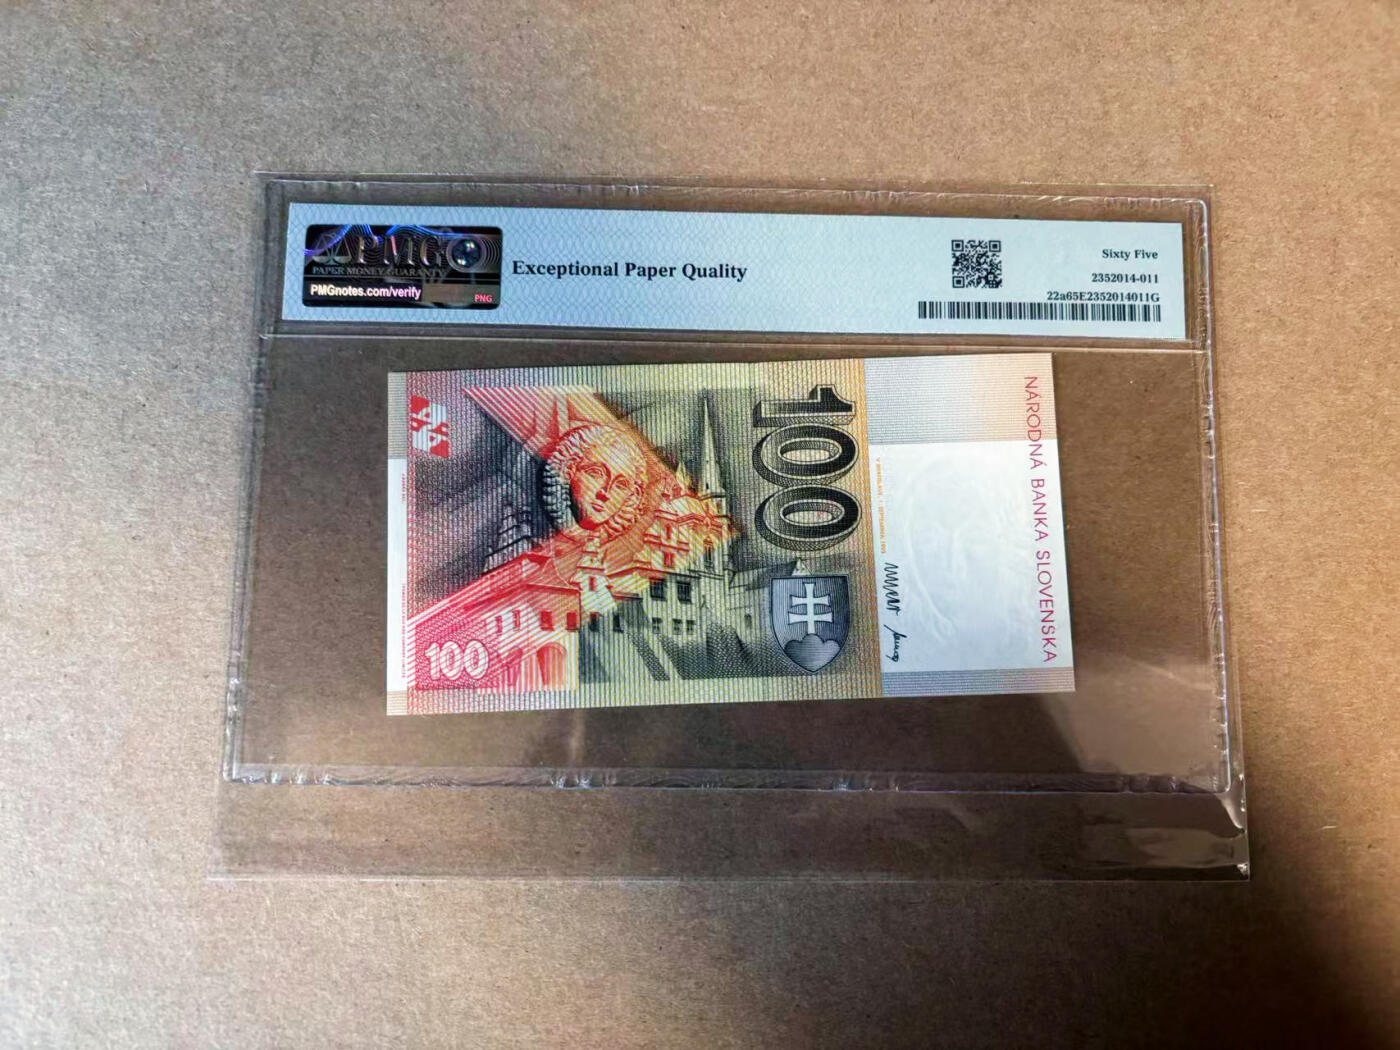 PMG
PAPER MONEY GUARANTY
PMGnotes.com/verify
PNG
Exceptional Paper Quality
Sixty Five
2352014-011
22a65E2352014011G
100
NÁRODNÁ BANKA SLOVENSKA
100